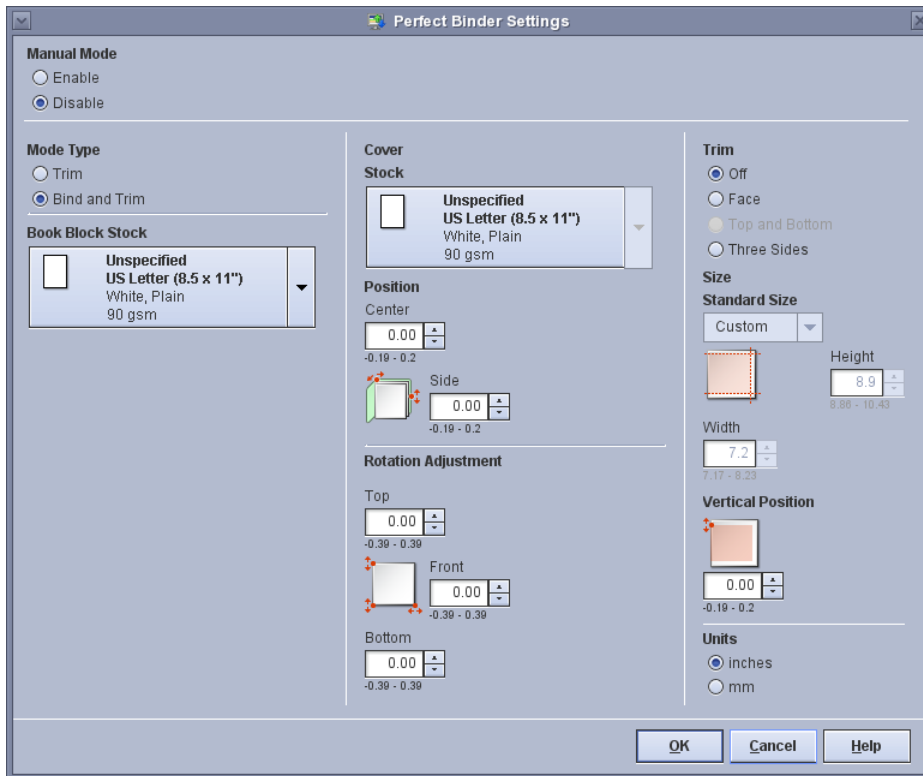 Perfect Binder Settings
Manual Mode
Enable
Disable
Mode Type
Trim
Bind and Trim
Book Block Stock
Unspecified
US Letter (8.5 x 11")
White, Plain
90 gsm
Cover
Stock
Unspecified
US Letter (8.5 x 11")
White, Plain
90 gsm
Position
Center
0.00
-0.19 - 0.2
Side
0.00
-0.19 - 0.2
Rotation Adjustment
Top
0.00
-0.39 - 0.39
Front
0.00
-0.39 - 0.39
Bottom
0.00
-0.39 - 0.39
Trim
Off
Face
Top and Bottom
Three Sides
Size
Standard Size
Custom
Height
8.9
8.86 - 10.43
Width
7.2
7.17 - 8.23
Vertical Position
0.00
-0.19 - 0.2
Units
inches
mm
OK
Cancel
Help